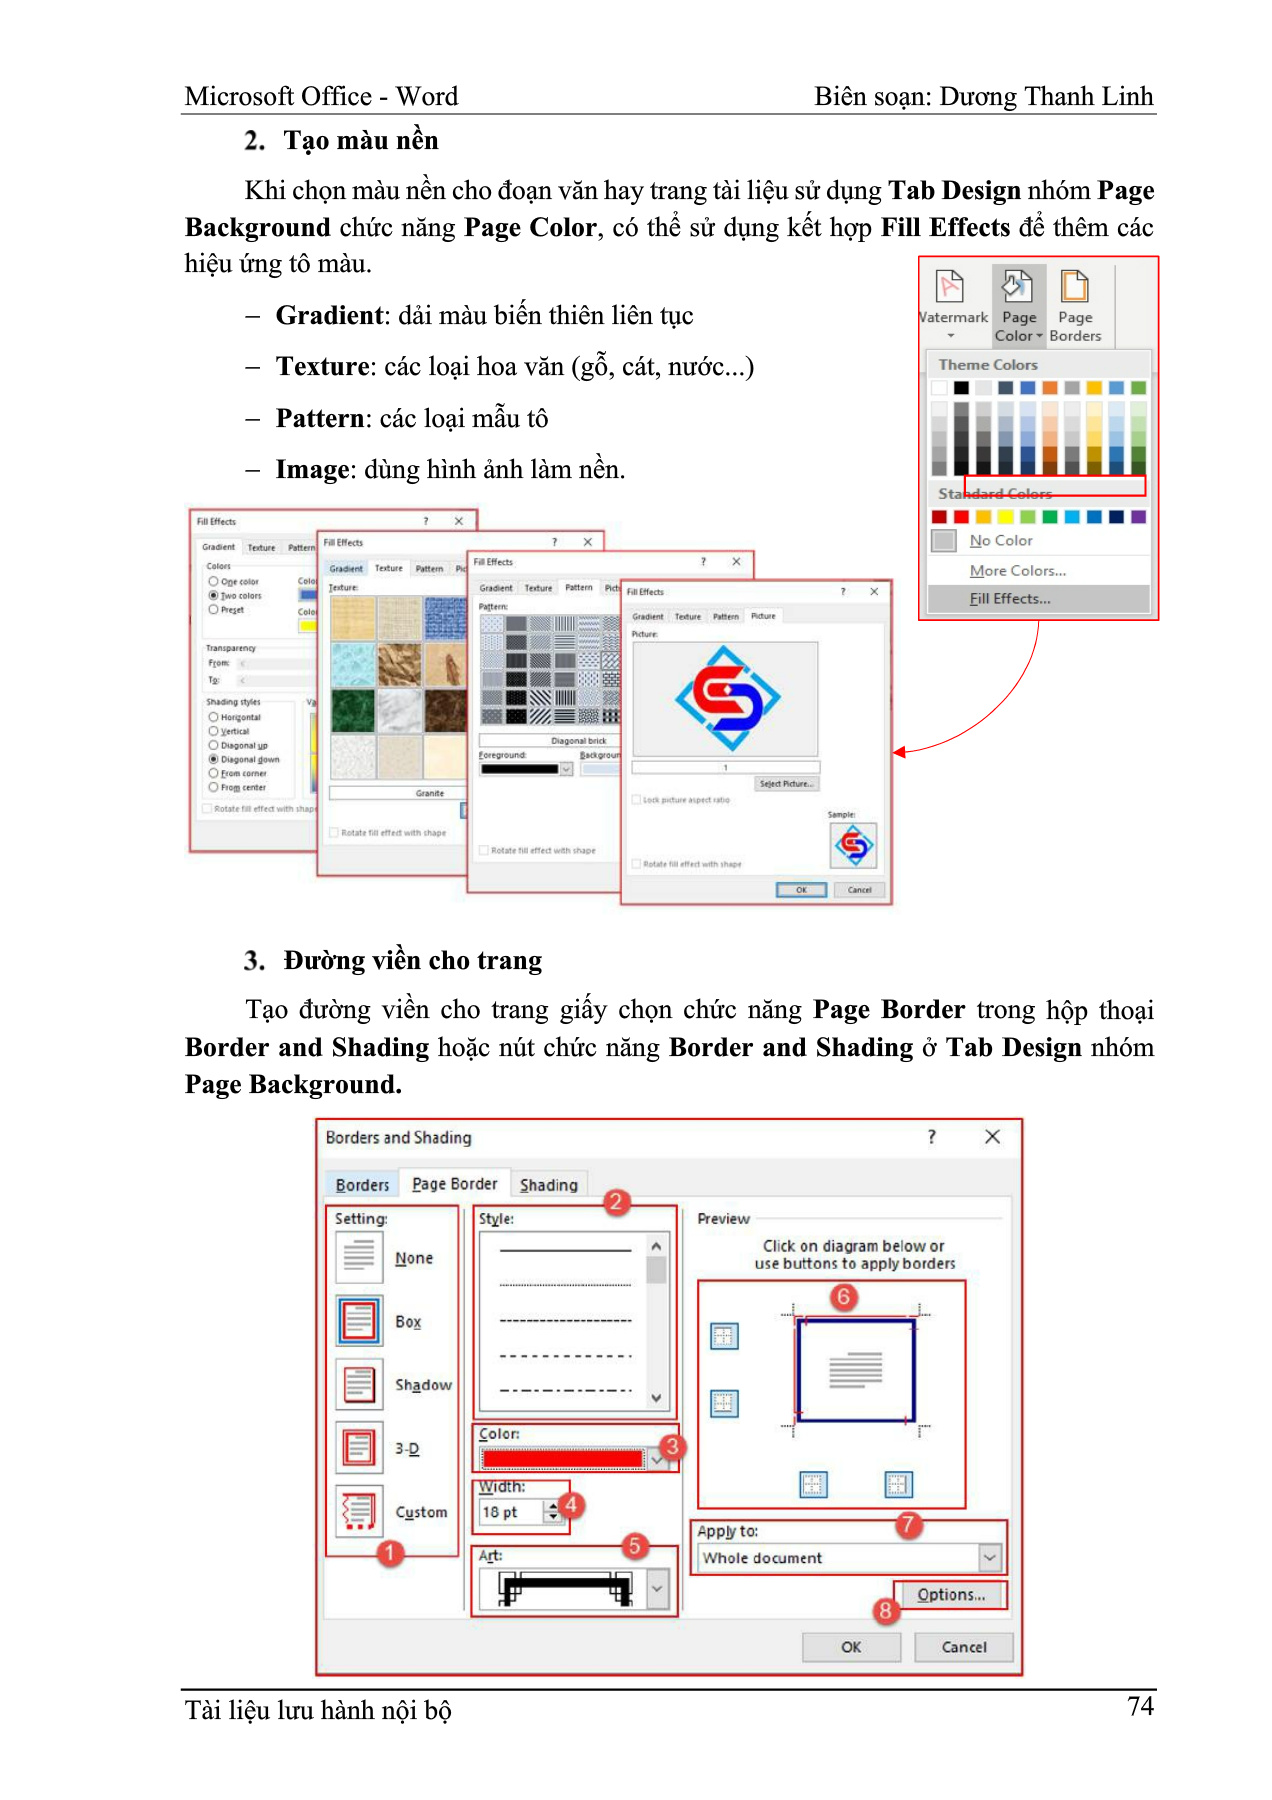 Microsoft Office - Word Biên soạn: Dương Thanh Linh
2. Tạo màu nền
Khi chọn màu nền cho đoạn văn hay trang tài liệu sử dụng Tab Design nhóm Page
Background chức năng Page Color, có thể sử dụng kết hợp Fill Effects để thêm các
hiệu ứng tô màu.
– Gradient: dải màu biến thiên liên tục
– Texture: các loại hoa văn (gỗ, cát, nước...)
– Pattern: các loại mẫu tô
– Image: dùng hình ảnh làm nền.
Watermark Page Color Page Borders
Theme Colors
Standard Colors
No Color
More Colors...
Fill Effects...
Fill Effects ? X
Gradient Texture Pattern
Colors
One color
Two colors
Preset
Transparency
From:
To:
Shading styles
Horizontal
Vertical
Diagonal up
Diagonal down
From corner
From center
Rotate fill effect with shape
Fill Effects ? X
Gradient Texture Pattern
Texture:
Granite
Rotate fill effect with shape
Fill Effects ? X
Gradient Texture Pattern
Pattern:
Diagonal brick
Foreground:
Rotate fill effect with shape
Fill Effects ? X
Gradient Texture Pattern Picture
Picture:
1
Select Picture...
Lock picture aspect ratio
Sample:
Rotate fill effect with shape
OK Cancel
3. Đường viền cho trang
Tạo đường viền cho trang giấy chọn chức năng Page Border trong hộp thoại
Border and Shading hoặc nút chức năng Border and Shading ở Tab Design nhóm
Page Background.
Borders and Shading ? X
Borders Page Border Shading
Setting:
None
Box
Shadow
3-D
Custom
1
Style:
2
Color:
3
Width:
18 pt
4
Art:
5
Preview
Click on diagram below or
use buttons to apply borders
6
Apply to:
7
Whole document
Options...
8
OK Cancel
Tài liệu lưu hành nội bộ 74